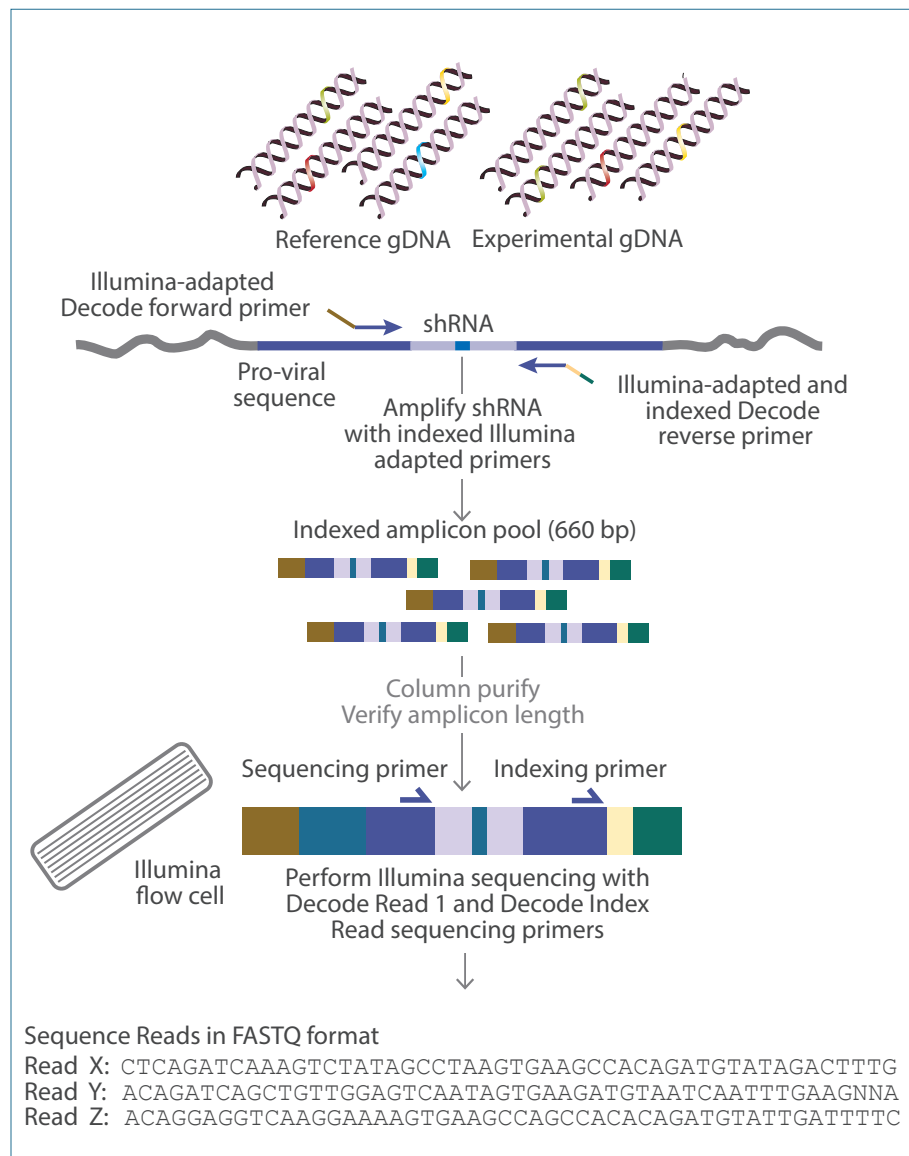 Reference gDNA
Experimental gDNA
Illumina-adapted
Decode forward primer
shRNA
Pro-viral
sequence
Illumina-adapted and
indexed Decode
reverse primer
Amplify shRNA
with indexed Illumina
adapted primers
Indexed amplicon pool (660 bp)
Column purify
Verify amplicon length
Sequencing primer
Indexing primer
Illumina
flow cell
Perform Illumina sequencing with
Decode Read 1 and Decode Index
Read sequencing primers
Sequence Reads in FASTQ format
Read X: CTCAGATCAAAGTCTATAGCCTAAGTGAAGCCACAGATGTATAGACTTTG
Read Y: ACAGATCAGCTGTTGGAGTCAATAGTGAAGATGTAATCAATTTGAAGNNA
Read Z: ACAGGAGGTCAAGGAAAAGTGAAGCCAGCCACACAGATGTATTGATTTTC